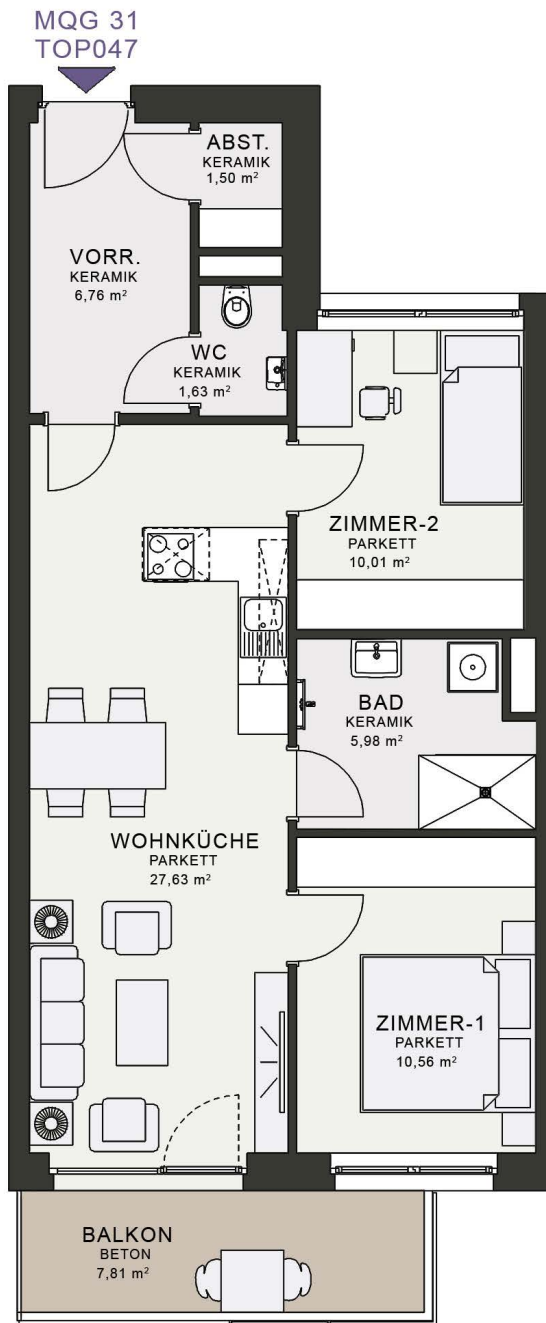 MQG 31
TOP047
ABST.
KERAMIK
1,50 m²
VORR.
KERAMIK
6,76 m²
WC
KERAMIK
1,63 m²
ZIMMER-2
PARKETT
10,01 m²
BAD
KERAMIK
5,98 m²
WOHNKÜCHE
PARKETT
27,63 m²
ZIMMER-1
PARKETT
10,56 m²
BALKON
BETON
7,81 m²